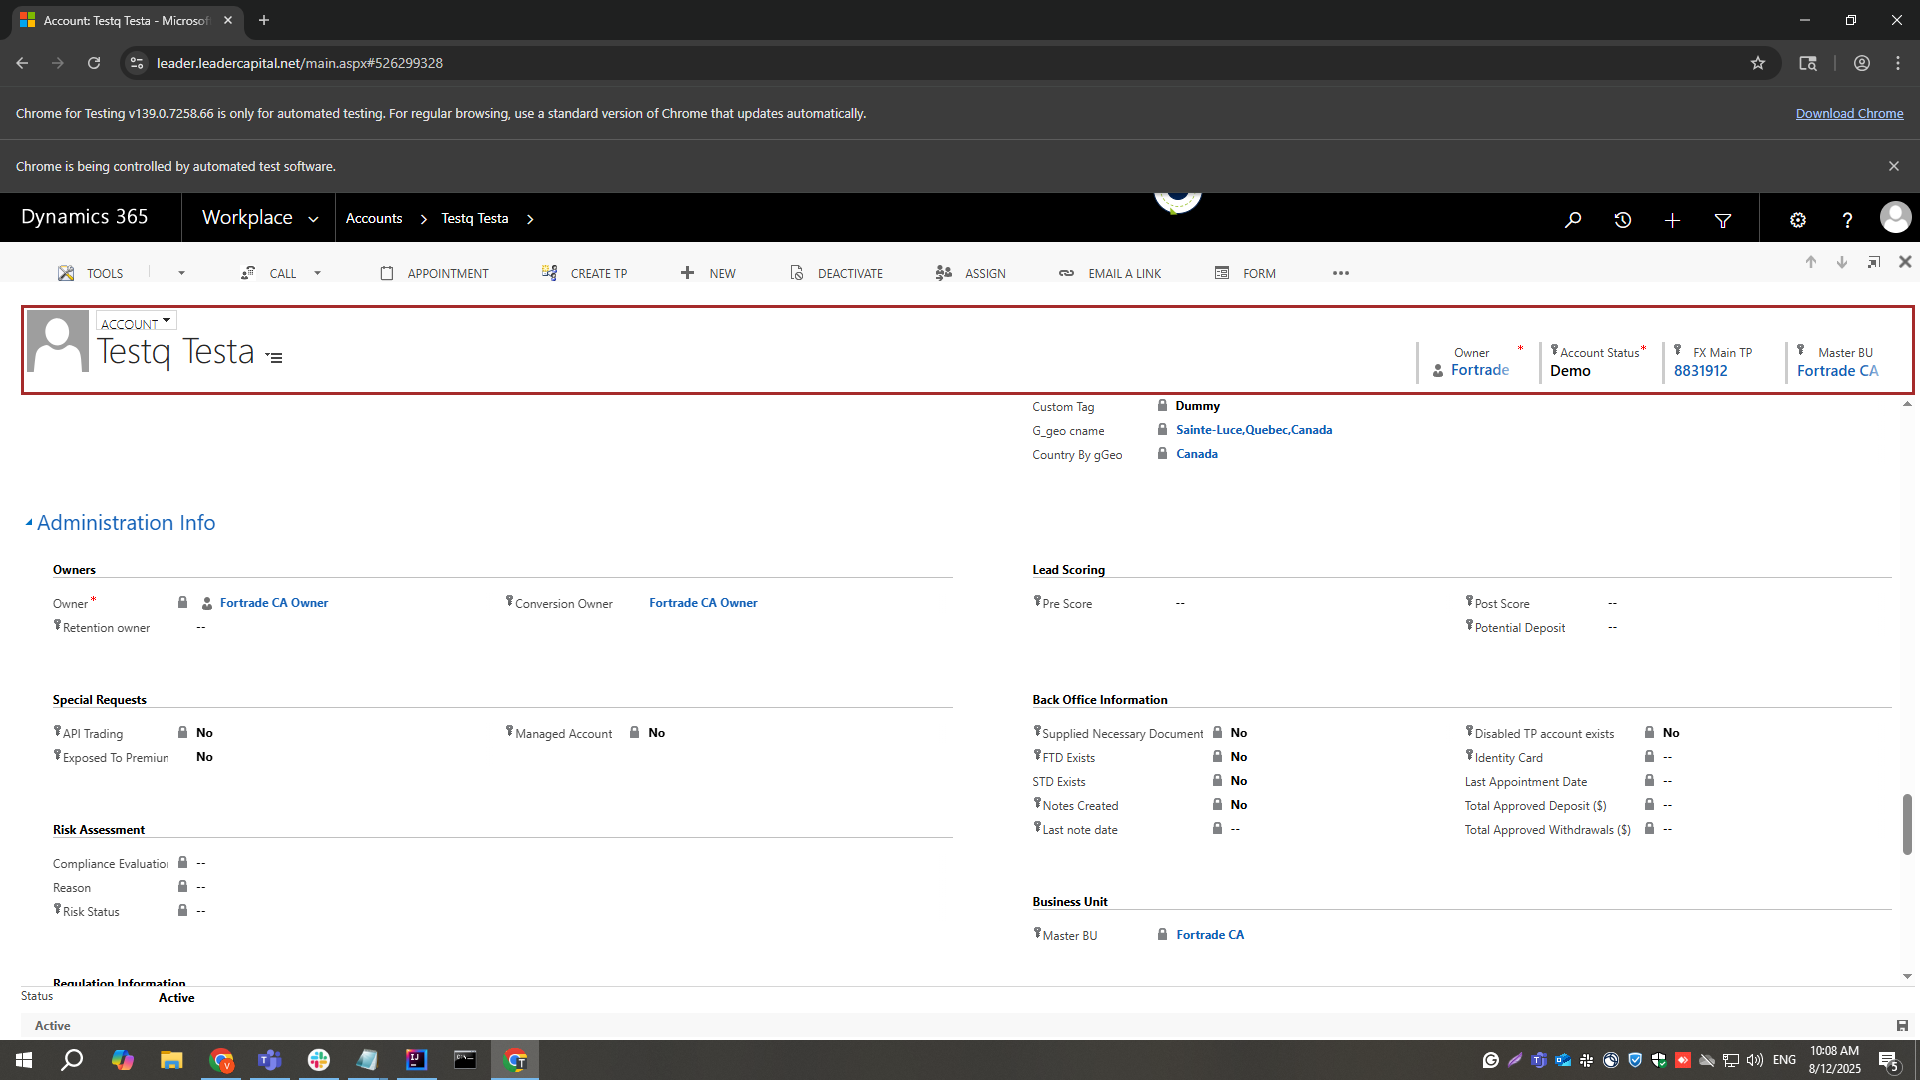 Account: Testq Testa - Microsof
leader.leadercapital.net/main.aspx#526299328
Chrome for Testing v139.0.7258.66 is only for automated testing. For regular browsing, use a standard version of Chrome that updates automatically.
Download Chrome
Chrome is being controlled by automated test software.
Dynamics 365
Workplace
Accounts
Testq Testa
TOOLS
CALL
APPOINTMENT
CREATE TP
NEW
DEACTIVATE
ASSIGN
EMAIL A LINK
FORM
ACCOUNT
Testq Testa
Owner *
Fortrade
Account Status*
Demo
FX Main TP
8831912
Master BU
Fortrade CA
Custom Tag Dummy
G_geo cname Sainte-Luce,Quebec,Canada
Country By gGeo Canada
Administration Info
Owners
Owner * Fortrade CA Owner
Conversion Owner Fortrade CA Owner
Retention owner --
Lead Scoring
Pre Score --
Post Score --
Potential Deposit --
Special Requests
API Trading No
Managed Account No
Exposed To Premiun No
Back Office Information
Supplied Necessary Document No
Disabled TP account exists No
FTD Exists No
Identity Card --
STD Exists No
Last Appointment Date --
Notes Created No
Total Approved Deposit ($) --
Last note date --
Total Approved Withdrawals ($) --
Risk Assessment
Compliance Evaluation --
Reason --
Risk Status --
Business Unit
Master BU Fortrade CA
Regulation Information
Status Active
Active
ENG
10:08 AM
8/12/2025
5